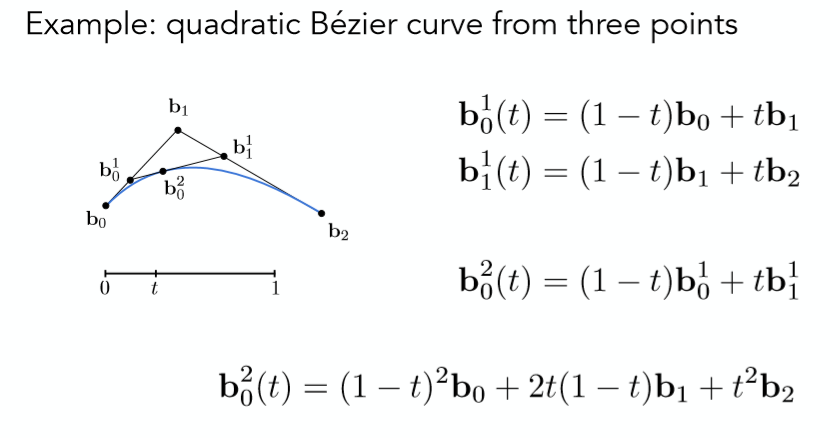 Example: quadratic Bézier curve from three points
b₁
b₀¹
b₁¹
b₀²
b₀
b₂
0 t 1
b₀¹(t) = (1 − t)b₀ + tb₁
b₁¹(t) = (1 − t)b₁ + tb₂
b₀²(t) = (1 − t)b₀¹ + tb₁¹
b₀²(t) = (1 − t)²b₀ + 2t(1 − t)b₁ + t²b₂